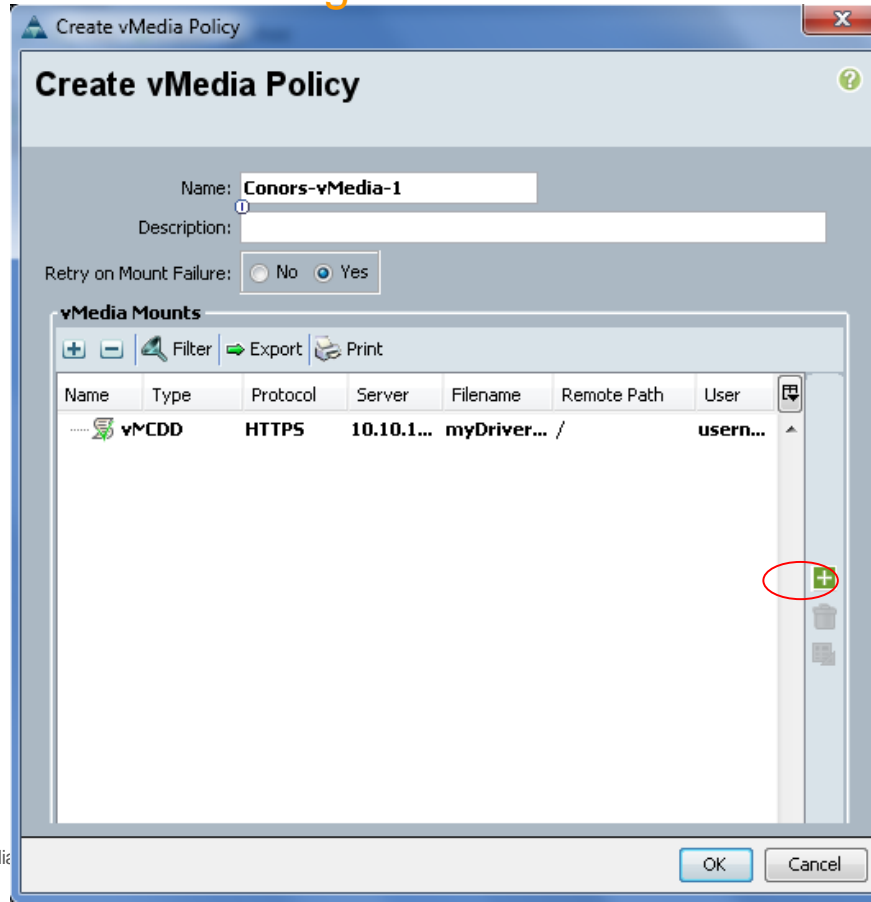 Create vMedia Policy
Create vMedia Policy
Name: Conors-vMedia-1
Description:
Retry on Mount Failure: No Yes
vMedia Mounts
Filter Export Print
Name Type Protocol Server Filename Remote Path User
CDD HTTPS 10.10.1... myDriver... / usern...
OK Cancel